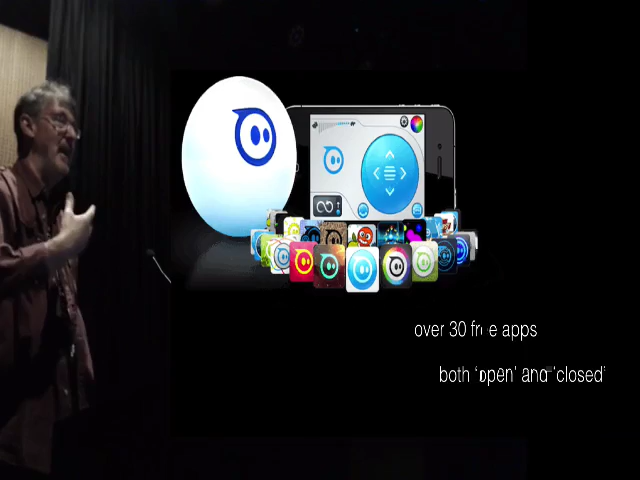 over 30 free apps
both 'open' and 'closed'